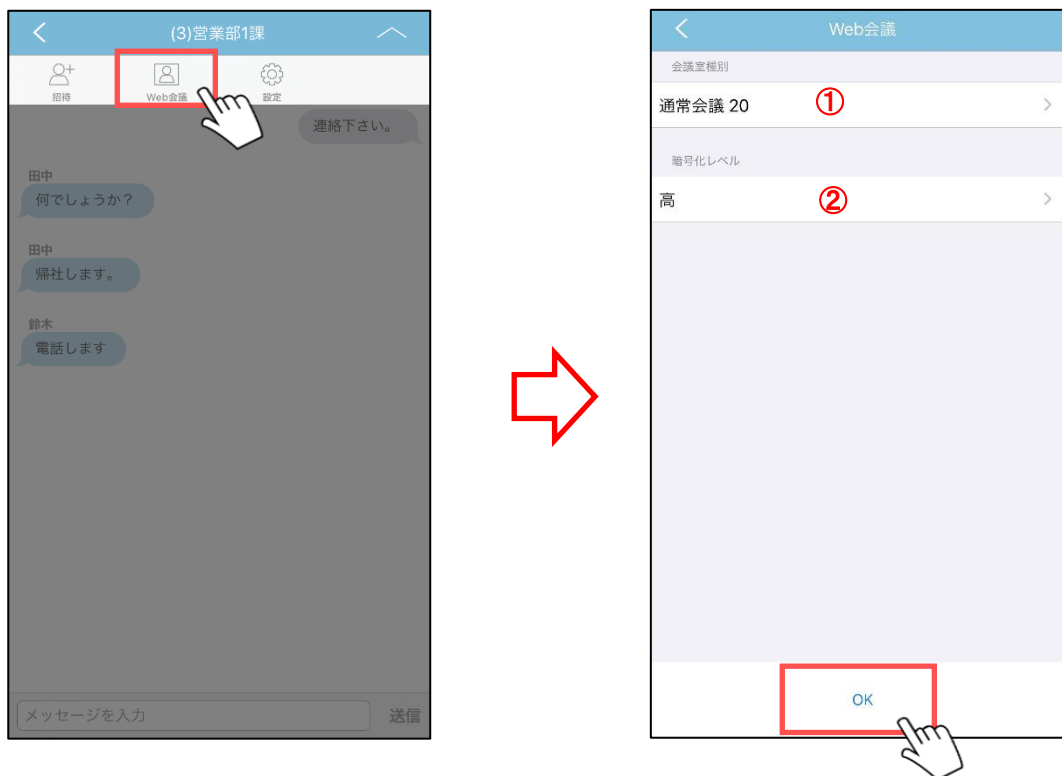 (3)営業部1課
招待
Web会議
設定
連絡下さい。
田中
何でしょうか？
田中
帰社します。
鈴木
電話します
メッセージを入力
送信
Web会議
会議室種別
通常会議 20
①
暗号化レベル
高
②
OK